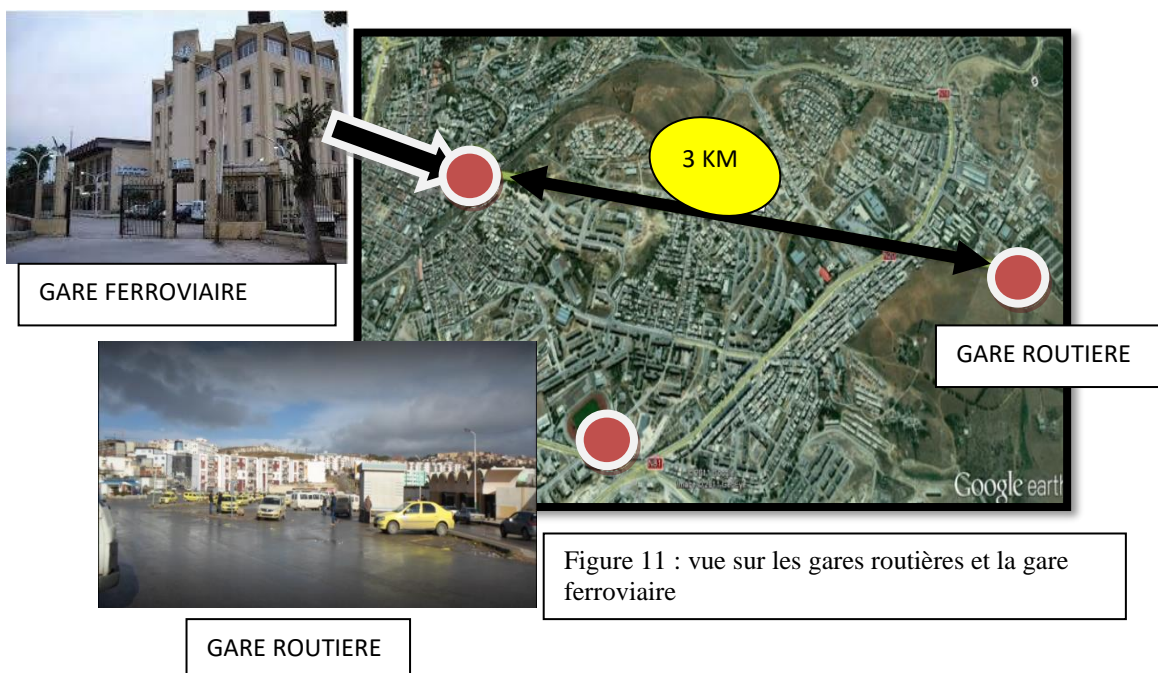 3 KM
GARE FERROVIAIRE
GARE ROUTIERE
Google earth
Figure 11 : vue sur les gares routières et la gare
ferroviaire
GARE ROUTIERE